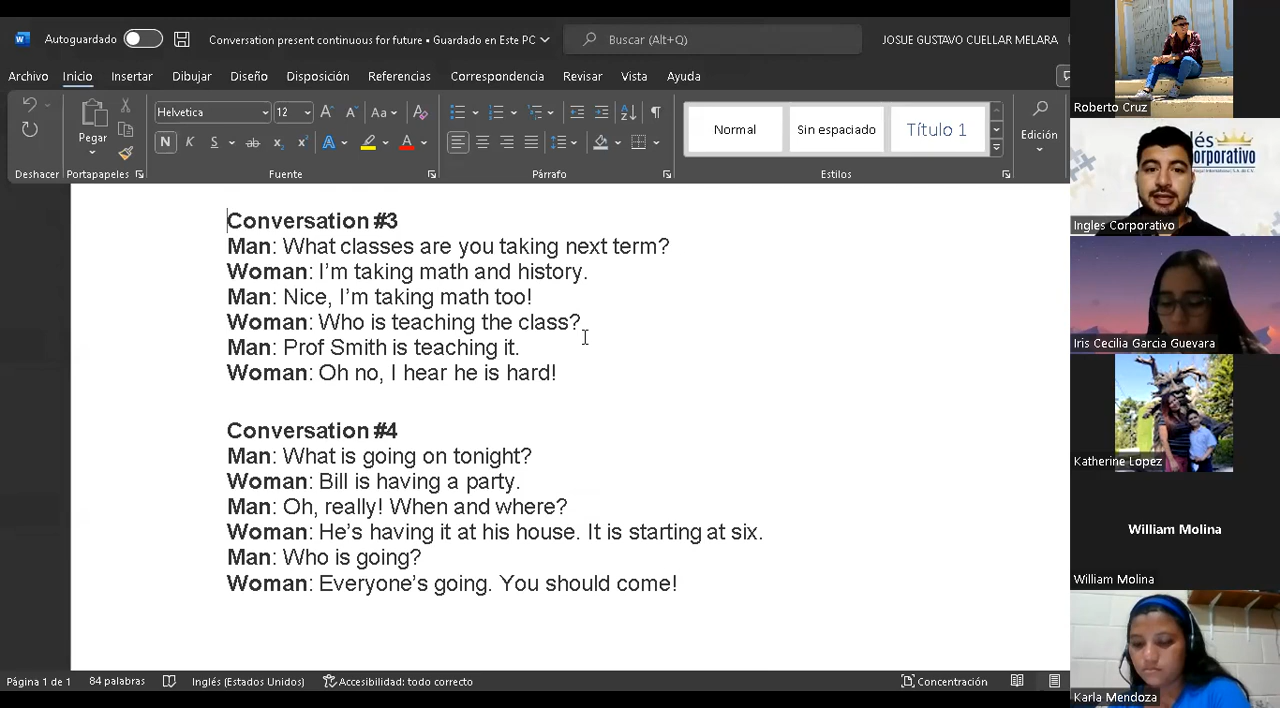 Autoguardado
Conversation present continuous for future • Guardado en Este PC
Buscar (Alt+Q)
JOSUE GUSTAVO CUELLAR MELARA
Archivo Inicio Insertar Dibujar Diseño Disposición Referencias Correspondencia Revisar Vista Ayuda
Pegar
Helvetica 12
Normal
Sin espaciado
Título 1
Edición
Deshacer Portapapeles Fuente Párrafo Estilos
Conversation #3
Man: What classes are you taking next term?
Woman: I'm taking math and history.
Man: Nice, I'm taking math too!
Woman: Who is teaching the class?
Man: Prof Smith is teaching it.
Woman: Oh no, I hear he is hard!
Conversation #4
Man: What is going on tonight?
Woman: Bill is having a party.
Man: Oh, really! When and where?
Woman: He's having it at his house. It is starting at six.
Man: Who is going?
Woman: Everyone's going. You should come!
Página 1 de 1 84 palabras Inglés (Estados Unidos) Accesibilidad: todo correcto Concentración
Roberto Cruz
Ingles Corporativo
Iris Cecilia Garcia Guevara
Katherine Lopez
William Molina
William Molina
Karla Mendoza